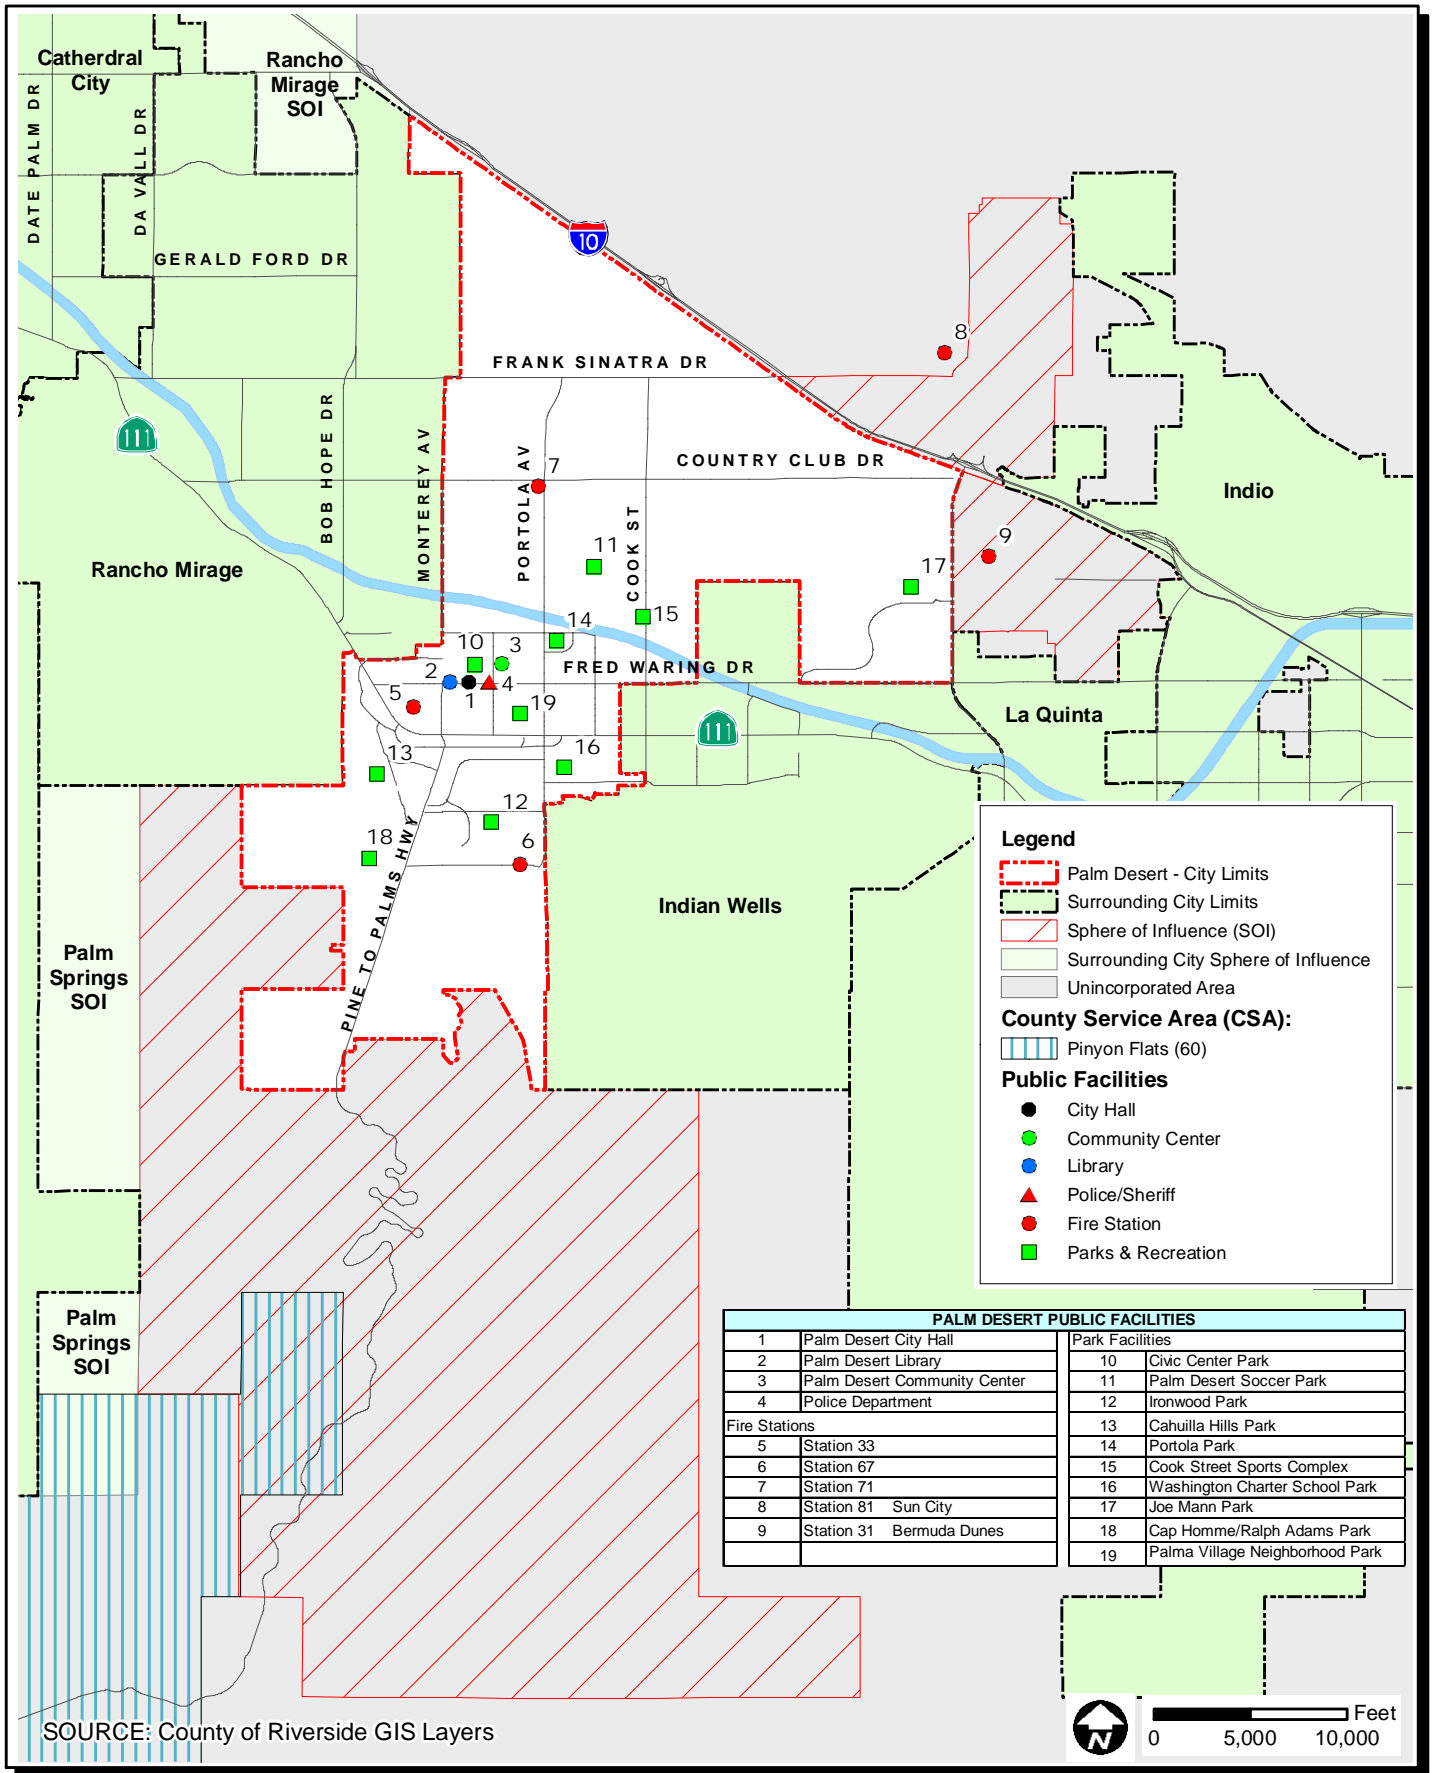 Catherdral
City
Rancho
Mirage
SOI
DATE PALM DR
DA VALL DR
GERALD FORD DR
10
8
FRANK SINATRA DR
111
BOB HOPE DR
MONTEREY AV
PORTOLA AV
7
COUNTRY CLUB DR
COOK ST
Indio
9
11
17
Rancho Mirage
15
14
10
3
2
FRED WARING DR
4
1
5
19
La Quinta
111
13
16
12
18
6
PINE TO PALMS HWY
Indian Wells
Palm
Springs
SOI
Palm
Springs
SOI
Legend
Palm Desert - City Limits
Surrounding City Limits
Sphere of Influence (SOI)
Surrounding City Sphere of Influence
Unincorporated Area
County Service Area (CSA):
Pinyon Flats (60)
Public Facilities
City Hall
Community Center
Library
Police/Sheriff
Fire Station
Parks & Recreation
PALM DESERT PUBLIC FACILITIES
1 Palm Desert City Hall
2 Palm Desert Library
3 Palm Desert Community Center
4 Police Department
Fire Stations
5 Station 33
6 Station 67
7 Station 71
8 Station 81 Sun City
9 Station 31 Bermuda Dunes
Park Facilities
10 Civic Center Park
11 Palm Desert Soccer Park
12 Ironwood Park
13 Cahuilla Hills Park
14 Portola Park
15 Cook Street Sports Complex
16 Washington Charter School Park
17 Joe Mann Park
18 Cap Homme/Ralph Adams Park
19 Palma Village Neighborhood Park
SOURCE: County of Riverside GIS Layers
N
Feet
0 5,000 10,000